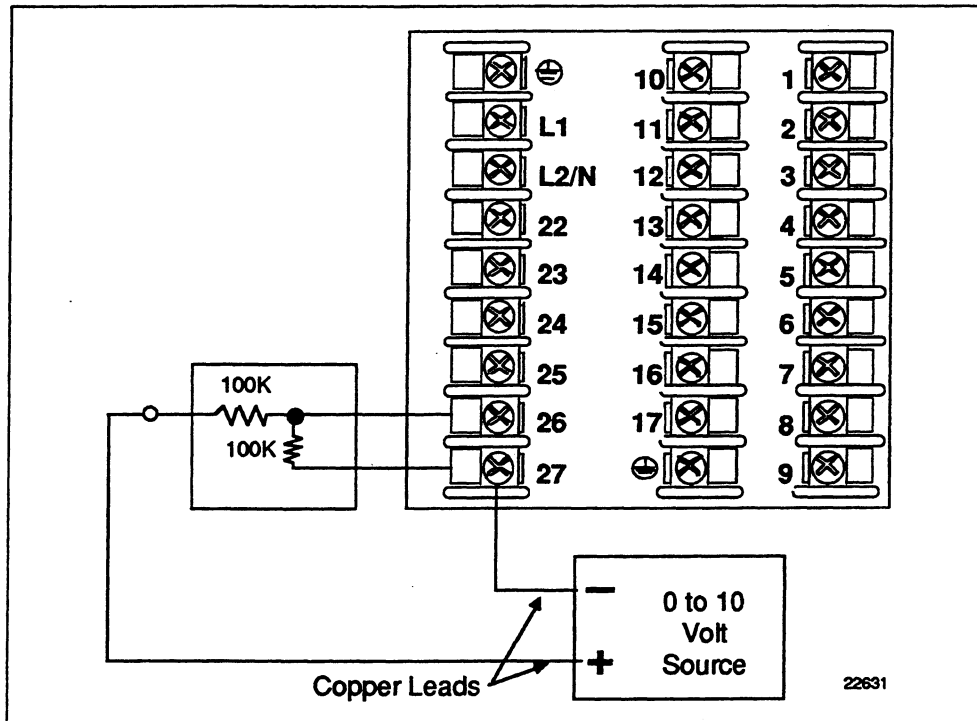 10 1
L1 11 2
L2/N 12 3
22 13 4
23 14 5
24 15 6
25 16 7
26 17 8
27 9
100K
100K
−
+
0 to 10
Volt
Source
Copper Leads
22631